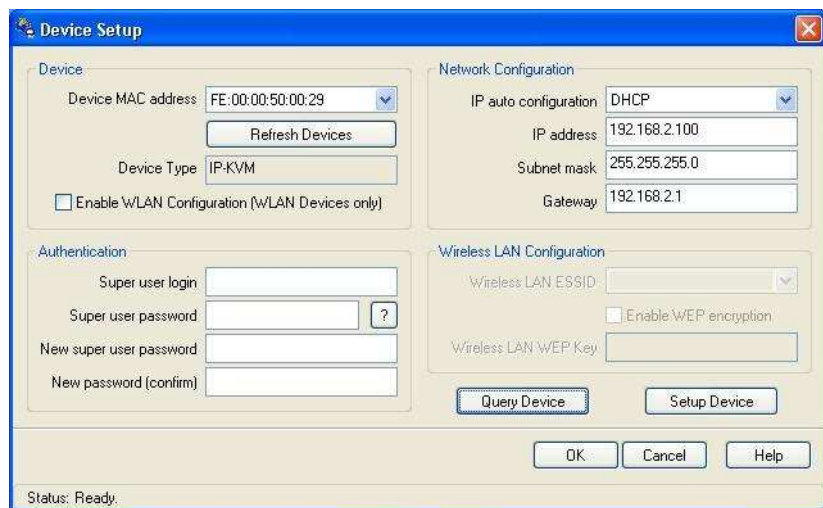 Device Setup
Device
Device MAC address FE:00:00:50:00:29
Refresh Devices
Device Type IP-KVM
Enable WLAN Configuration (WLAN Devices only)
Network Configuration
IP auto configuration DHCP
IP address 192.168.2.100
Subnet mask 255.255.255.0
Gateway 192.168.2.1
Authentication
Super user login
Super user password ?
New super user password
New password (confirm)
Wireless LAN Configuration
Wireless LAN ESSID
Enable WEP encryption
Wireless LAN WEP Key
Query Device Setup Device
OK Cancel Help
Status: Ready.